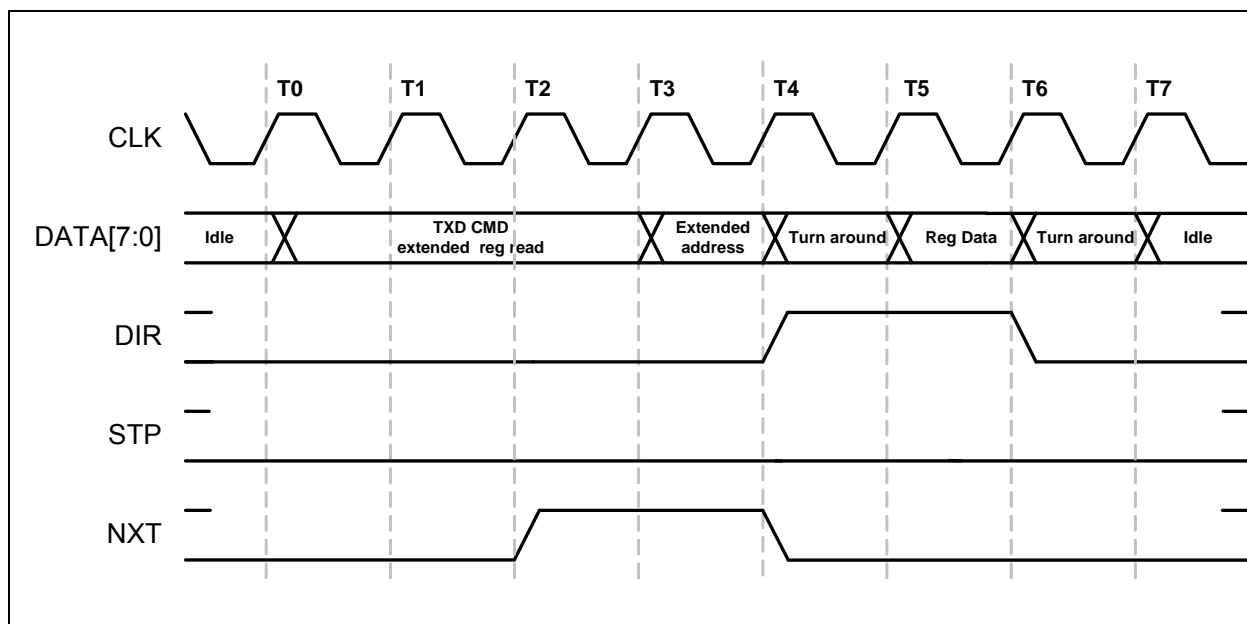 T0 T1 T2 T3 T4 T5 T6 T7
CLK
DATA[7:0] Idle TXD CMD Extended Turn around Reg Data Turn around Idle
extended reg read address
DIR
STP
NXT